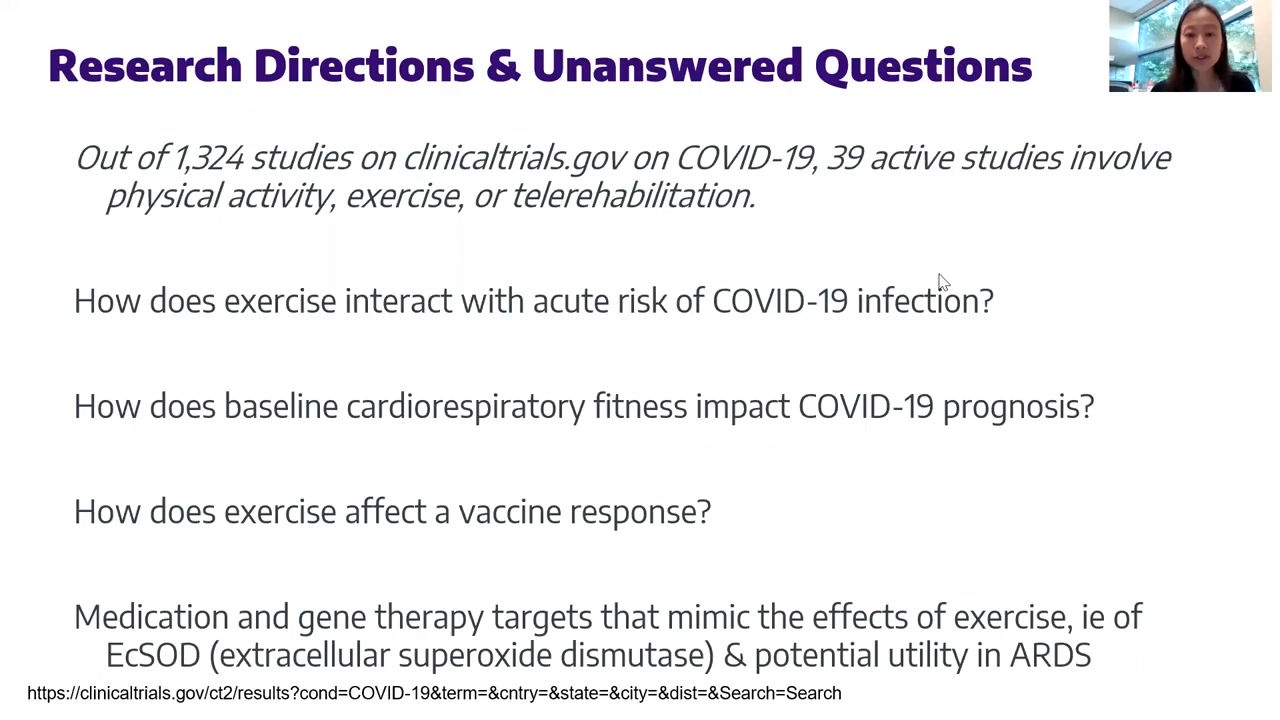 Research Directions & Unanswered Questions
Out of 1,324 studies on clinicaltrials.gov on COVID-19, 39 active studies involve
physical activity, exercise, or telerehabilitation.
How does exercise interact with acute risk of COVID-19 infection?
How does baseline cardiorespiratory fitness impact COVID-19 prognosis?
How does exercise affect a vaccine response?
Medication and gene therapy targets that mimic the effects of exercise, ie of
EcSOD (extracellular superoxide dismutase) & potential utility in ARDS
https://clinicaltrials.gov/ct2/results?cond=COVID-19&term=&cntry=&state=&city=&dist=&Search=Search